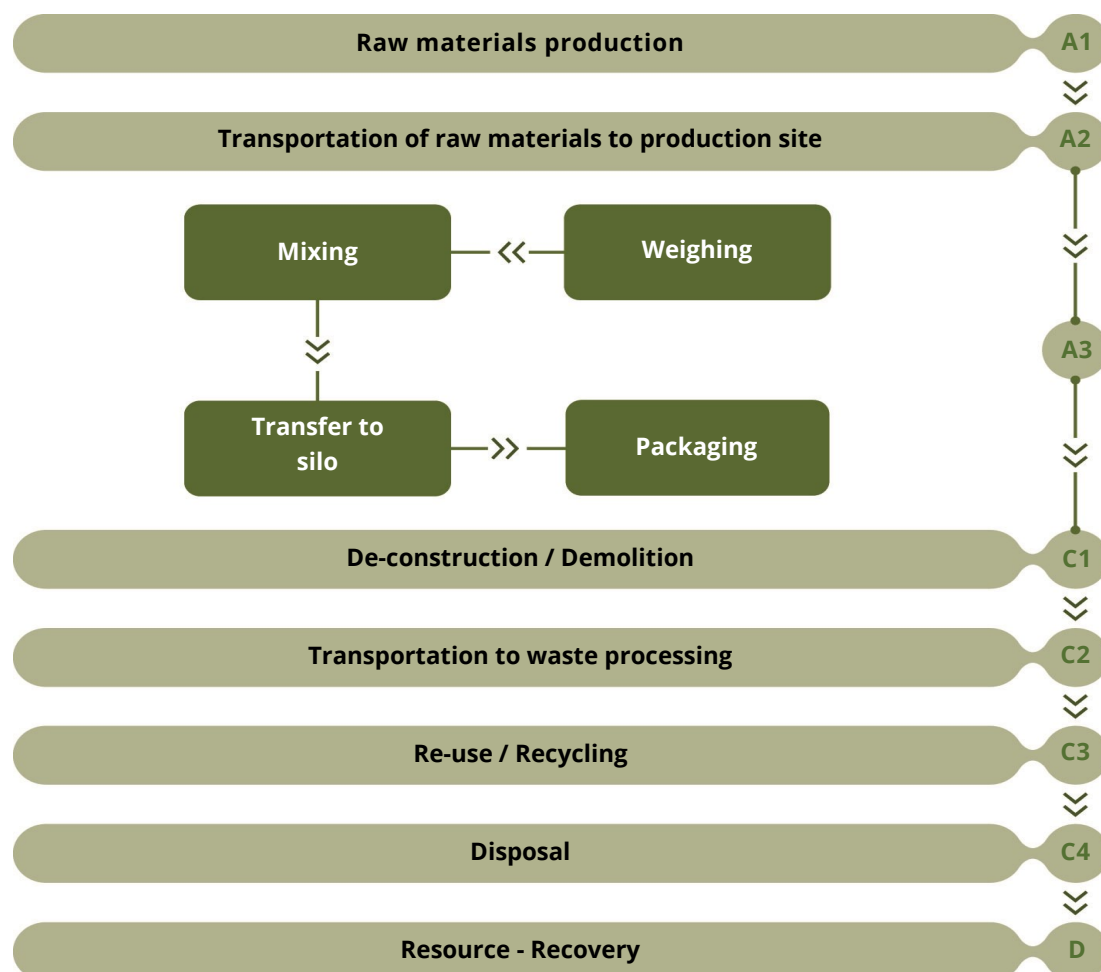 Raw materials production
A1
Transportation of raw materials to production site
A2
Mixing
Weighing
A3
Transfer to
silo
Packaging
De-construction / Demolition
C1
Transportation to waste processing
C2
Re-use / Recycling
C3
Disposal
C4
Resource - Recovery
D